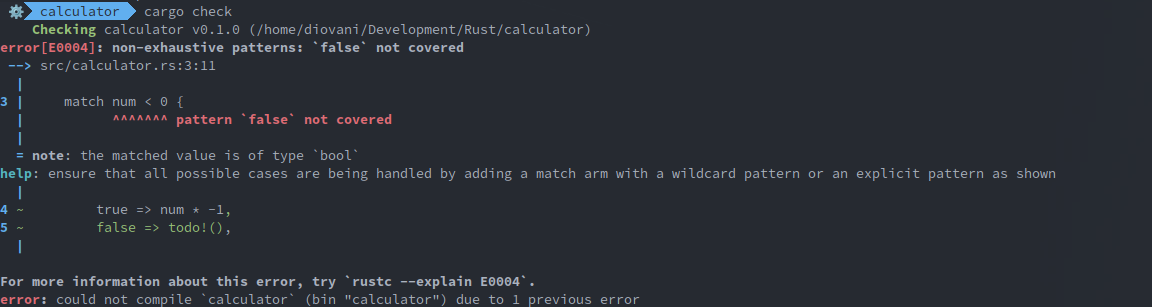 calculator cargo check
Checking calculator v0.1.0 (/home/diovani/Development/Rust/calculator)
error[E0004]: non-exhaustive patterns: `false` not covered
--> src/calculator.rs:3:11
|
3 | match num < 0 {
| ^^^^^^^ pattern `false` not covered
|
= note: the matched value is of type `bool`
help: ensure that all possible cases are being handled by adding a match arm with a wildcard pattern or an explicit pattern as shown
|
4 ~ true => num * -1,
5 ~ false => todo!(),
|
For more information about this error, try `rustc --explain E0004`.
error: could not compile `calculator` (bin "calculator") due to 1 previous error